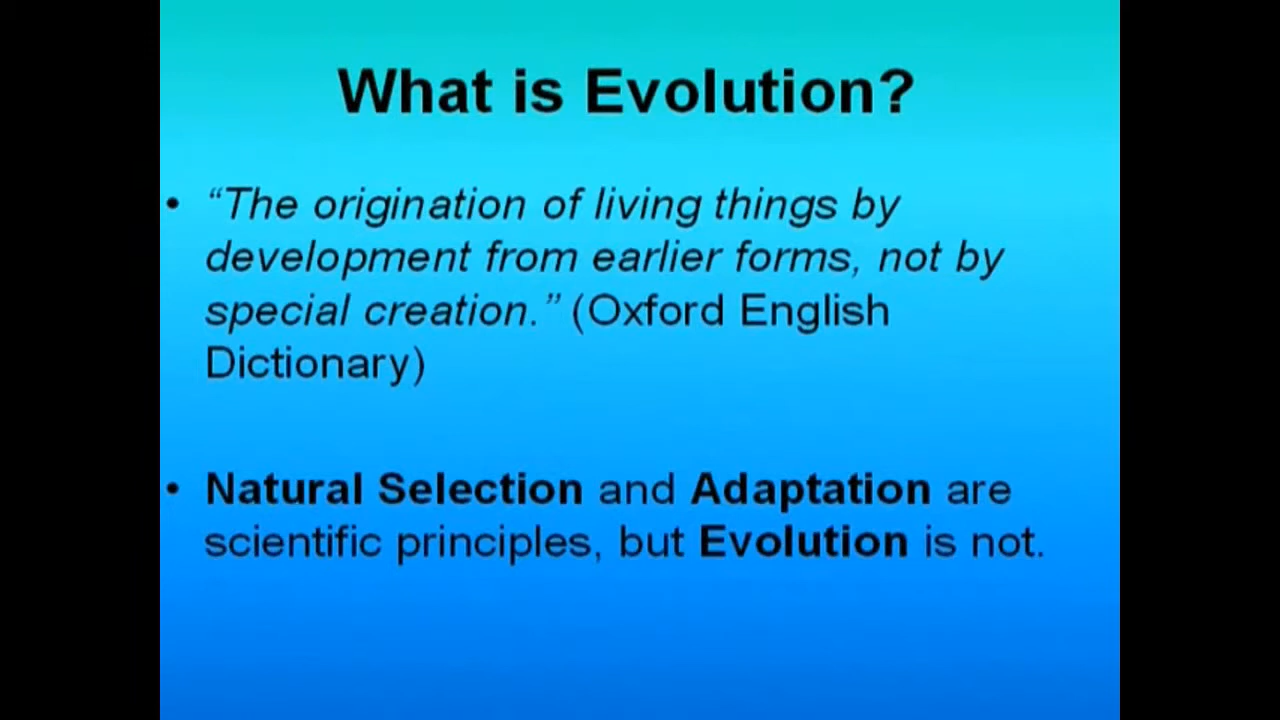 What is Evolution?
• “The origination of living things by
development from earlier forms, not by
special creation.” (Oxford English
Dictionary)
• Natural Selection and Adaptation are
scientific principles, but Evolution is not.